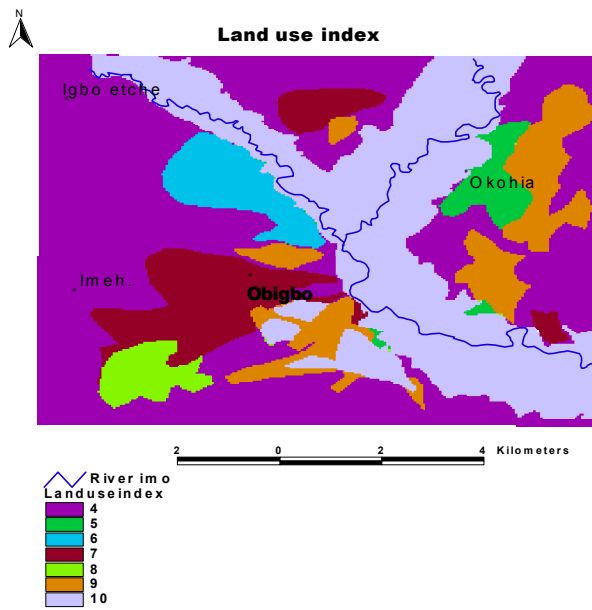 N
Land use index
Igbo etche
Okohia
Imeh.
Obigbo
2 0 2 4 Kilometers
River imo
Landuseindex
4
5
6
7
8
9
10